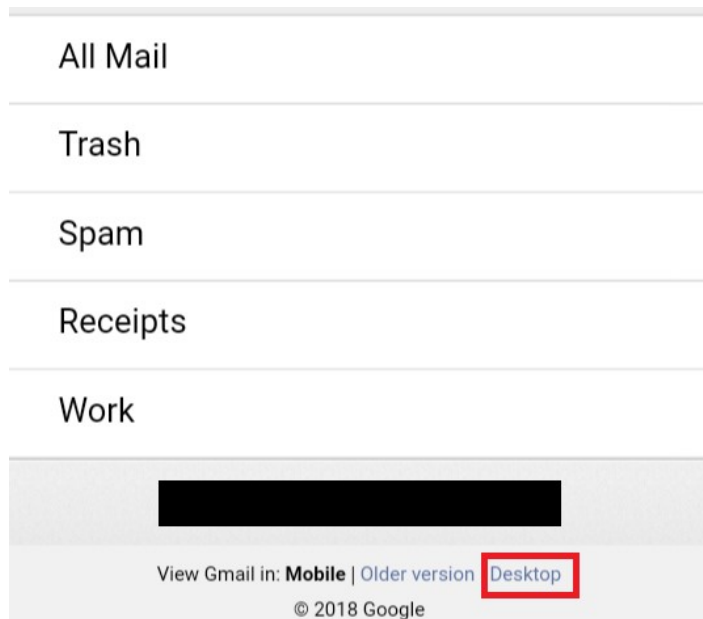 All Mail
Trash
Spam
Receipts
Work
View Gmail in: Mobile | Older version Desktop
© 2018 Google